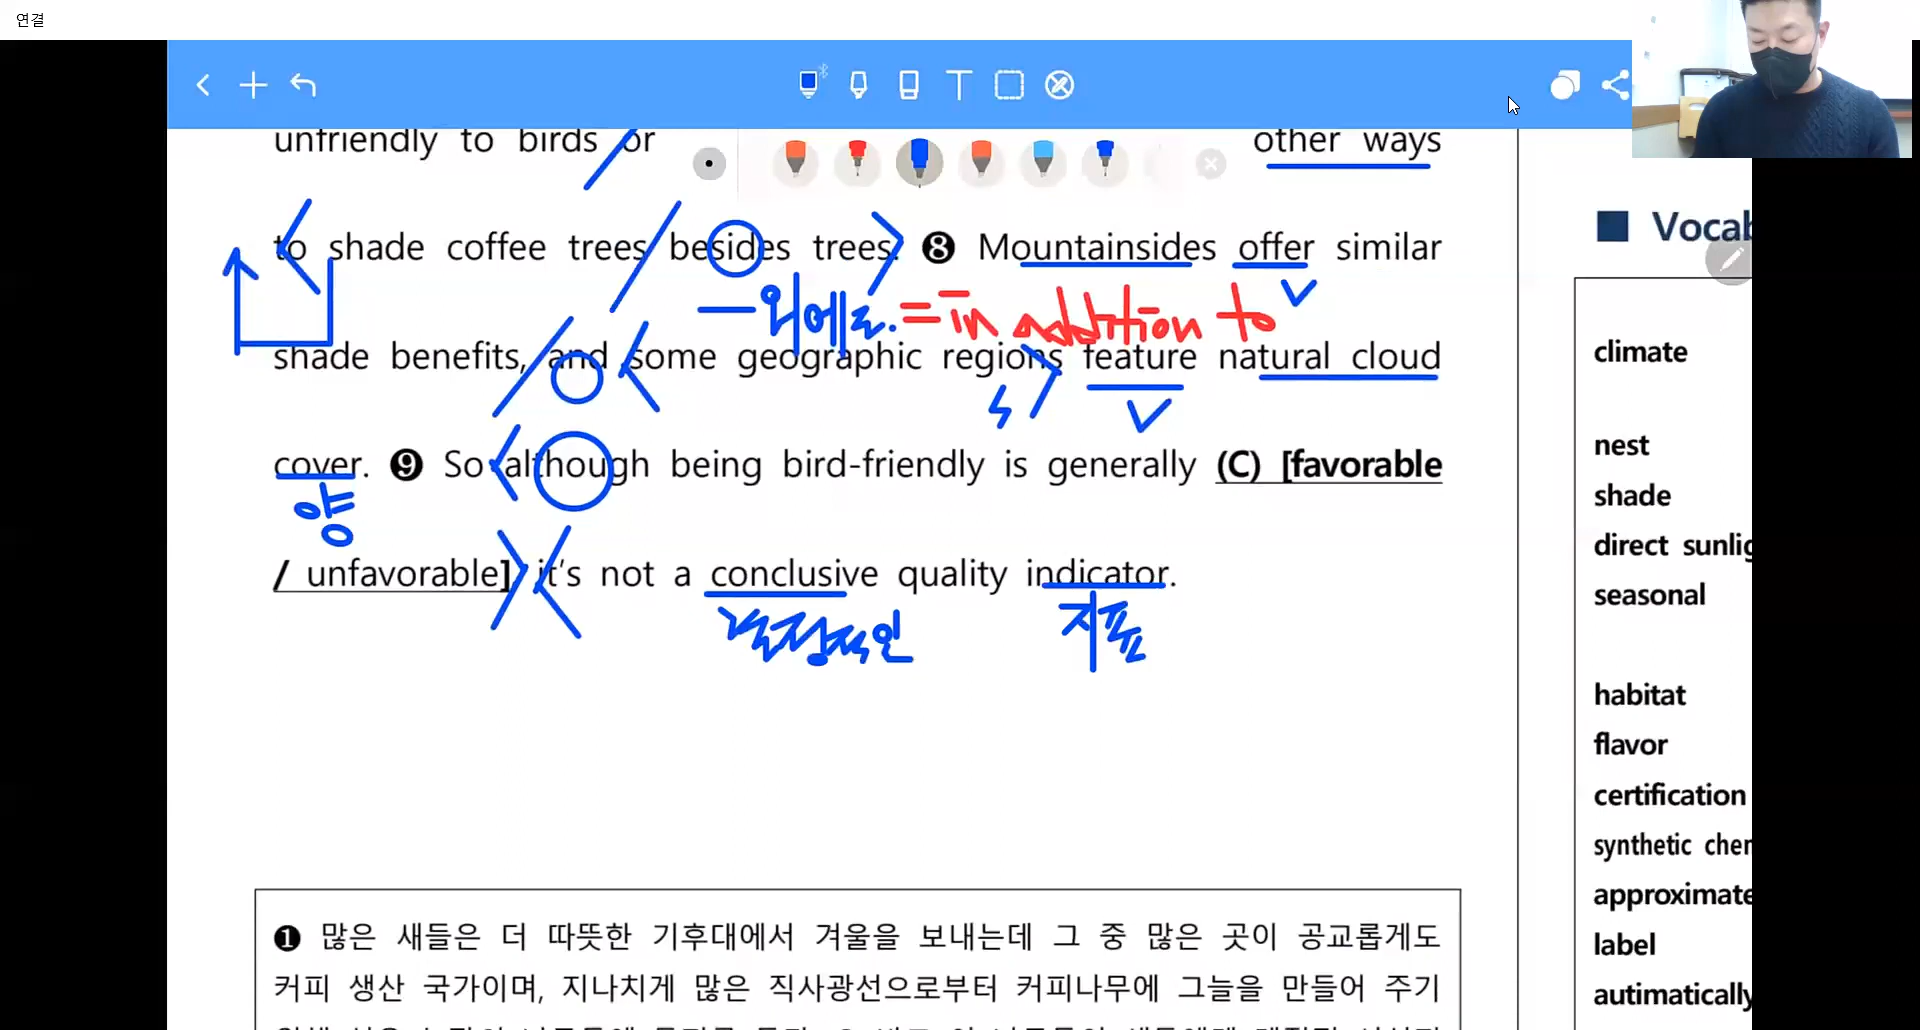 연결
unfriendly to birds or other ways
to shade coffee trees besides trees. ❽ Mountainsides offer similar
ㅡ외에도. = in addition to
shade benefits, and some geographic regions feature natural cloud
cover. ❾ So although being bird-friendly is generally (C) [favorable
양
/ unfavorable], it's not a conclusive quality indicator.
결정적인 지표
❶ 많은 새들은 더 따뜻한 기후대에서 겨울을 보내는데 그 중 많은 곳이 공교롭게도
커피 생산 국가이며, 지나치게 많은 직사광선으로부터 커피나무에 그늘을 만들어 주기
■ Vocab
climate
nest
shade
direct sunlig
seasonal
habitat
flavor
certification
synthetic cher
approximate
label
autimatically